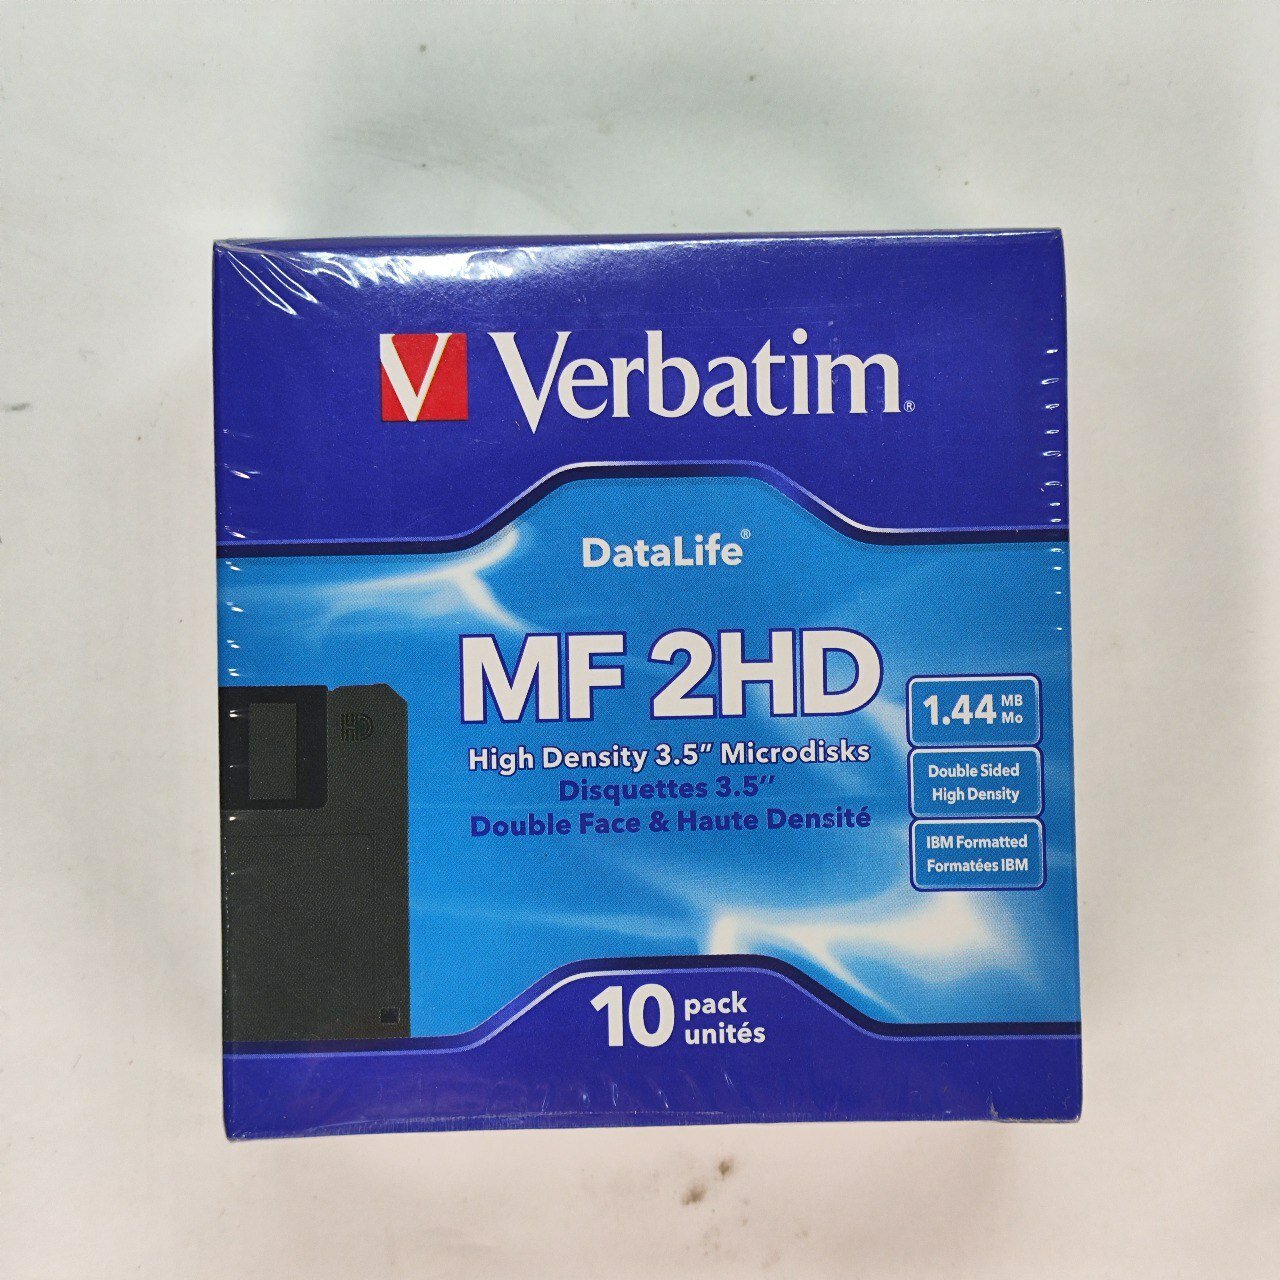 V Verbatim®
DataLife®
MF 2HD
High Density 3.5" Microdisks
Disquettes 3.5''
Double Face & Haute Densité
1.44 MB
Mo
Double Sided
High Density
IBM Formatted
Formatées IBM
HD
10 pack
unités